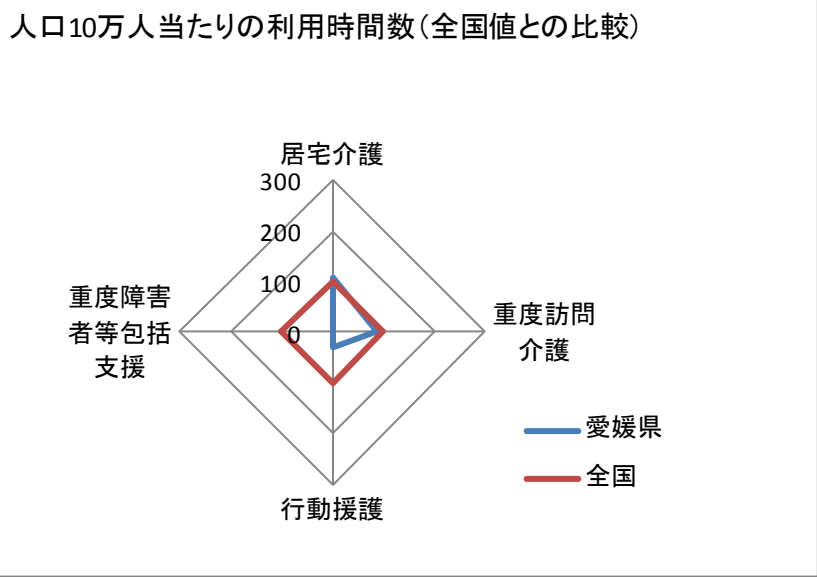 人口10万人当たりの利用時間数（全国値との比較）
居宅介護
300
200
100
0
重度障害
者等包括
支援
重度訪問
介護
行動援護
愛媛県
全国